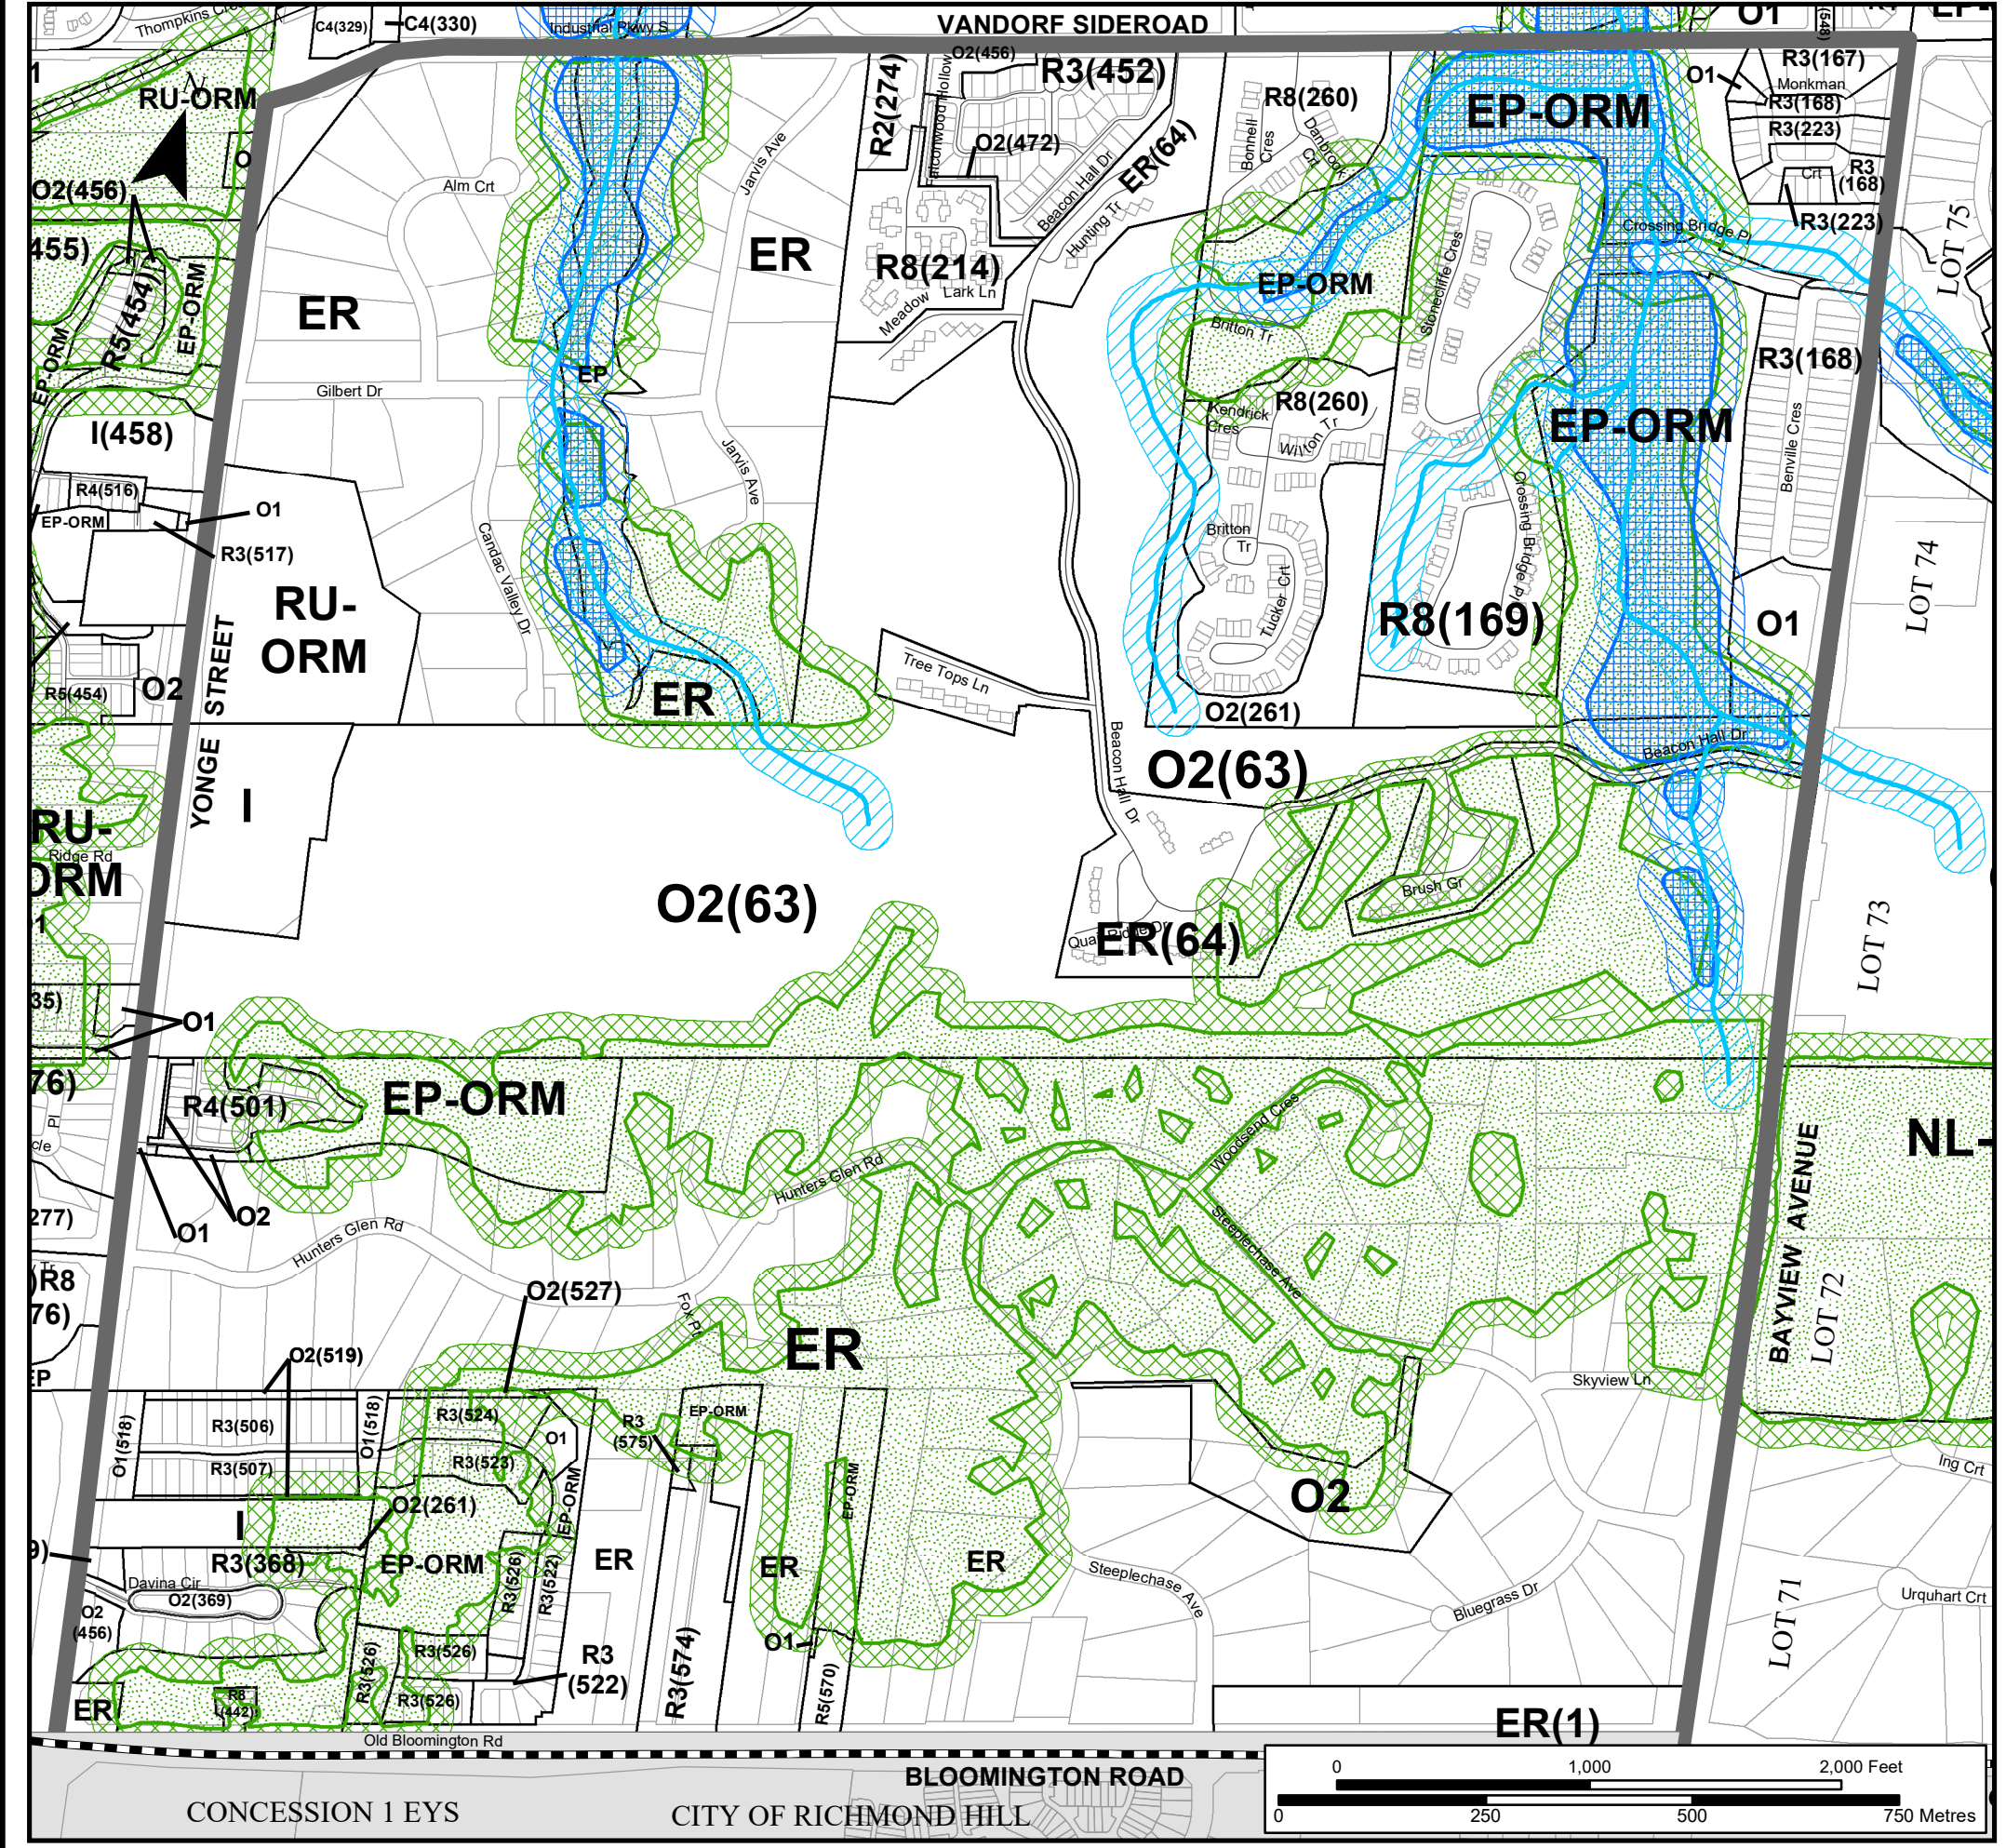 Thompkins
C4(329)
C4(330)
Industrial Pkwy S
VANDORF SIDEROAD
O1
(548)
O2(456)
R3(452)
R3(167)
Monkman
O1
R3(168)
R3(223)
Crt
R3
(168)
R3(223)
N
RU-ORM
R2(274)
Falconwood Hollow
O2(472)
Beacon Hall Dr
ER(64)
Hunting Tr
R8(260)
Bonnell
Cres
Danbrook
Crt
EP-ORM
O2(456)
455)
R5(454)
EP-ORM
EP-ORM
Alm Crt
Jarvis Ave
ER
ER
R8(214)
Meadow
Lark Ln
EP-ORM
Britton Tr
Stonecliffe Cres
Crossing Bridge Pl
LOT 75
EP
Gilbert Dr
Jarvis Ave
Kendrick
Cres
R8(260)
Wilton Tr
EP-ORM
R3(168)
Benville Cres
I(458)
R4(516)
EP-ORM
O1
R3(517)
RU-
ORM
Candac Valley Dr
Britton
Tr
Tucker Crt
Crossing Bridge Pl
R8(169)
O1
LOT 74
R5(454)
O2
YONGE STREET
ER
Tree Tops Ln
O2(261)
Beacon Hall Dr
Beacon Hall Dr
O2(63)
I
RU-
ORM
Ridge Rd
O2(63)
Brush Gr
Quail Ridge Dr
ER(64)
LOT 73
35)
O1
76)
Pl
cle
R4(501)
EP-ORM
Hunters Glen Rd
Woodsend Cres
Steeplechase Ave
NL-
BAYVIEW AVENUE
LOT 72
277)
O1
O2
Hunters Glen Rd
Tr
)R8
76)
EP
O2(527)
Fox Pt
ER
O2(519)
Skyview Ln
O1(518)
R3(506)
R3(507)
O1(518)
R3(524)
R3(523)
O1
EP-ORM
R3
(575)
EP-ORM
EP-ORM
Ing Crt
O2
I
O2(261)
9)
R3(368)
EP-ORM
Davina Cir
O2(369)
O2
(456)
R3(526)
R3(522)
ER
ER
ER
Steeplechase Ave
Bluegrass Dr
Urquhart Crt
LOT 71
R3(526)
R3(526)
R3(526)
R3
(522)
R3(574)
O1
R5(570)
ER
R8
(442)
ER(1)
Old Bloomington Rd
BLOOMINGTON ROAD
CONCESSION 1 EYS
CITY OF RICHMOND HILL
0 1,000 2,000 Feet
0 250 500 750 Metres